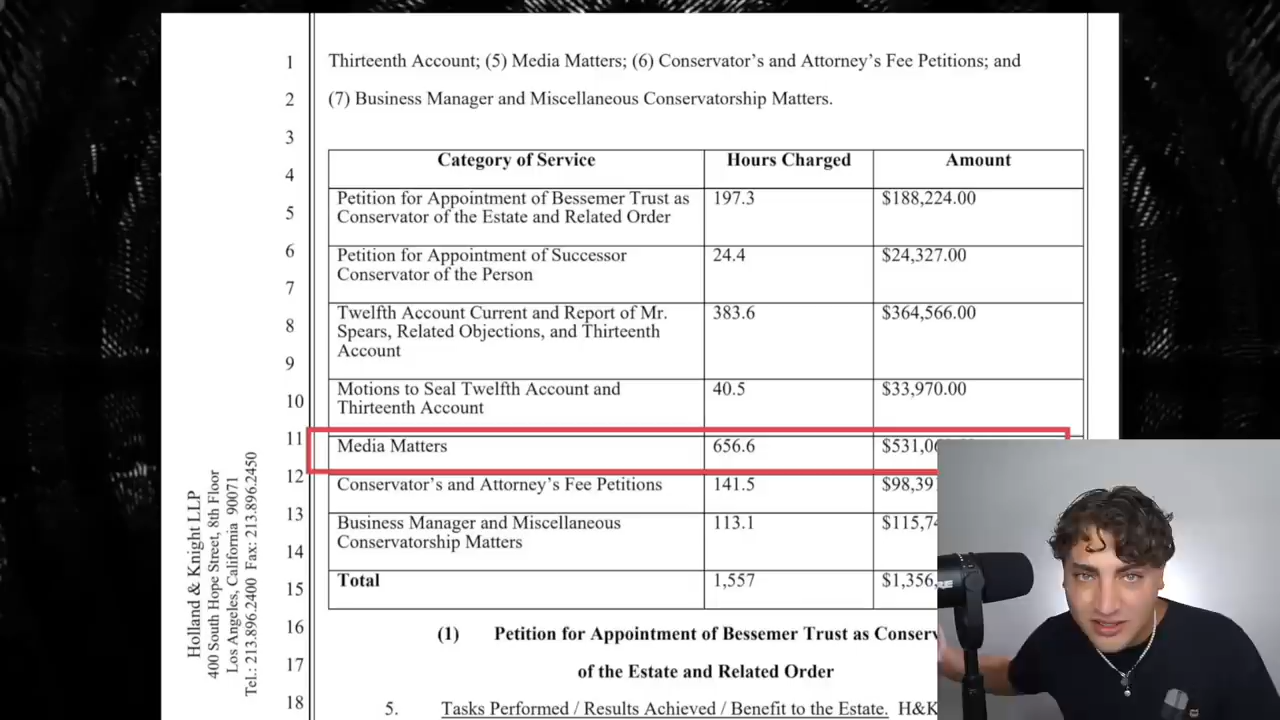 1 Thirteenth Account; (5) Media Matters; (6) Conservator's and Attorney's Fee Petitions; and
2 (7) Business Manager and Miscellaneous Conservatorship Matters.
3
Category of Service Hours Charged Amount
4
Petition for Appointment of Bessemer Trust as 197.3 $188,224.00
5 Conservator of the Estate and Related Order
6 Petition for Appointment of Successor 24.4 $24,327.00
7 Conservator of the Person
Twelfth Account Current and Report of Mr. 383.6 $364,566.00
8 Spears, Related Objections, and Thirteenth
9 Account
Motions to Seal Twelfth Account and 40.5 $33,970.00
10 Thirteenth Account
11 Media Matters 656.6
12 Conservator's and Attorney's Fee Petitions 141.5
13 Business Manager and Miscellaneous 113.1
14 Conservatorship Matters
15 Total 1,557
16 (1) Petition for Appointment of Bessemer Trust as
17 of the Estate and Related Order
18 5. Tasks Performed / Results Achieved / Benefit to the Estate. H&K
Holland & Knight LLP
400 South Hope Street, 8th Floor
Los Angeles, California 90071
Tel.: 213.896.2400 Fax: 213.896.2450